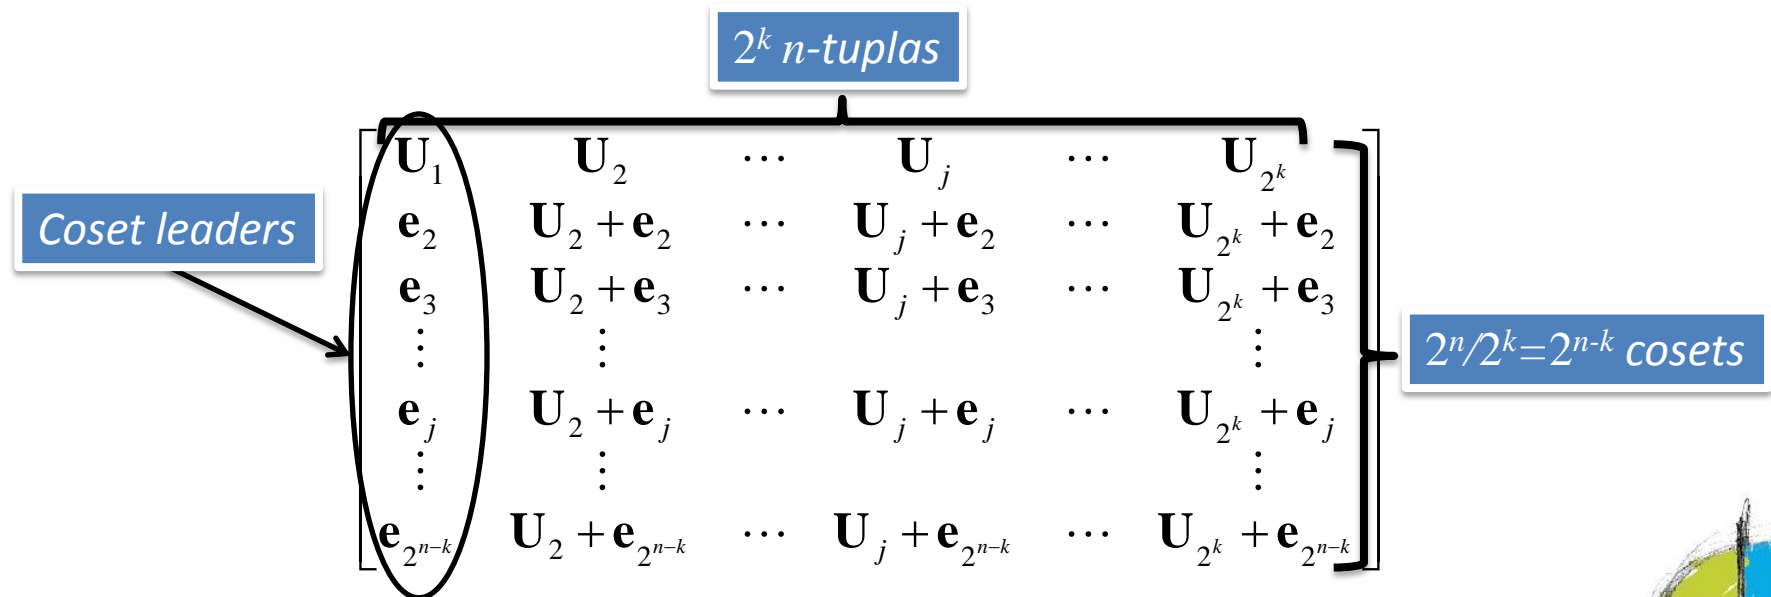 2^k n-tuplas
U_1 U_2 ⋯ U_j ⋯ U_{2^k}
Coset leaders
e_2 U_2 + e_2 ⋯ U_j + e_2 ⋯ U_{2^k} + e_2
e_3 U_2 + e_3 ⋯ U_j + e_3 ⋯ U_{2^k} + e_3
⋮ ⋮ ⋮
2^n/2^k=2^{n-k} cosets
e_j U_2 + e_j ⋯ U_j + e_j ⋯ U_{2^k} + e_j
⋮ ⋮ ⋮
e_{2^{n-k}} U_2 + e_{2^{n-k}} ⋯ U_j + e_{2^{n-k}} ⋯ U_{2^k} + e_{2^{n-k}}